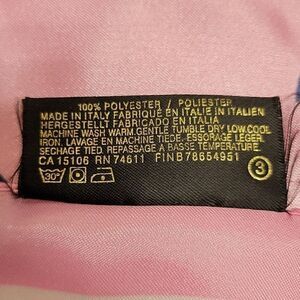 100% POLYESTER / POLIESTER
MADE IN ITALY FABRIQUÉ EN ITALIE IN ITALIEN
HERGESTELLT FABRICADO EN ITALIA
MACHINE WASH WARM. GENTLE TUMBLE DRY LOW. COOL
IRON. LAVAGE EN MACHINE TIEDE. ESSORAGE LEGER.
SECHAGE TIED. REPASSAGE A BASSE TEMPERATURE.
CA 15106 RN 74611 FIN B78654951
30°
3